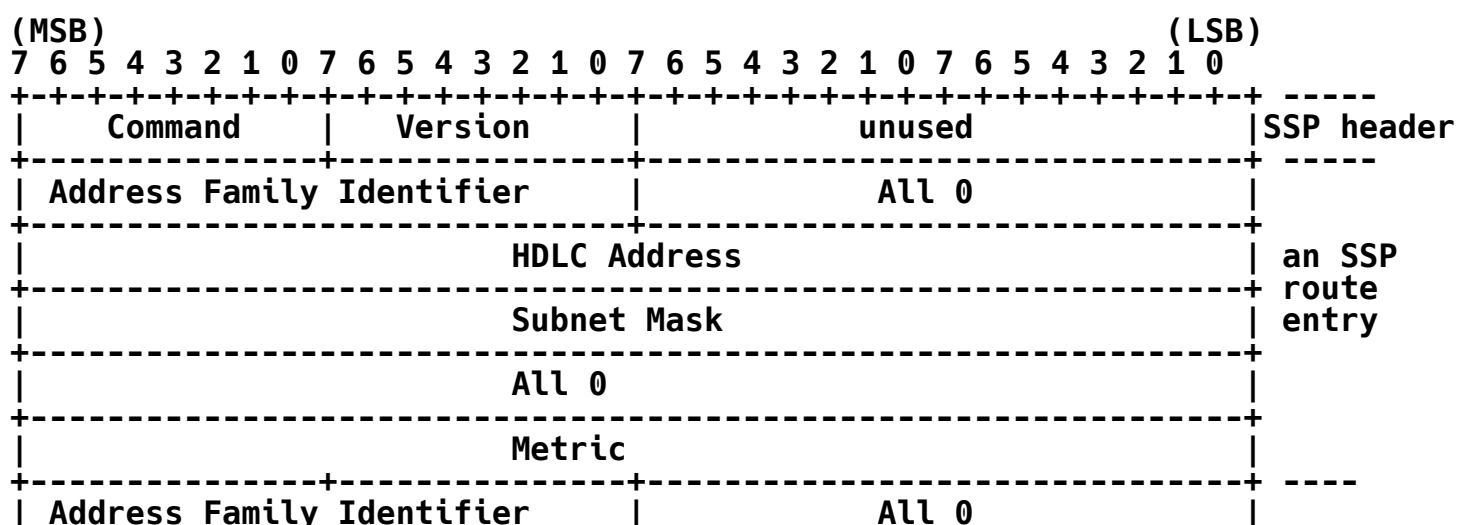 (MSB)                                                       (LSB)
7 6 5 4 3 2 1 0 7 6 5 4 3 2 1 0 7 6 5 4 3 2 1 0 7 6 5 4 3 2 1 0
+-+-+-+-+-+-+-+-+-+-+-+-+-+-+-+-+-+-+-+-+-+-+-+-+-+-+-+-+-+-+-+-+ -----
|    Command    |   Version     |           unused              |SSP header
+---------------+---------------+-------------------------------+ -----
| Address Family Identifier     |            All 0              |
+-------------------------------+-------------------------------+
|                         HDLC Address                          | an SSP
+---------------------------------------------------------------+ route
|                         Subnet Mask                           | entry
+---------------------------------------------------------------+
|                         All 0                                 |
+---------------------------------------------------------------+
|                         Metric                                |
+---------------+---------------+-------------------------------+ ----
| Address Family Identifier     |            All 0              |